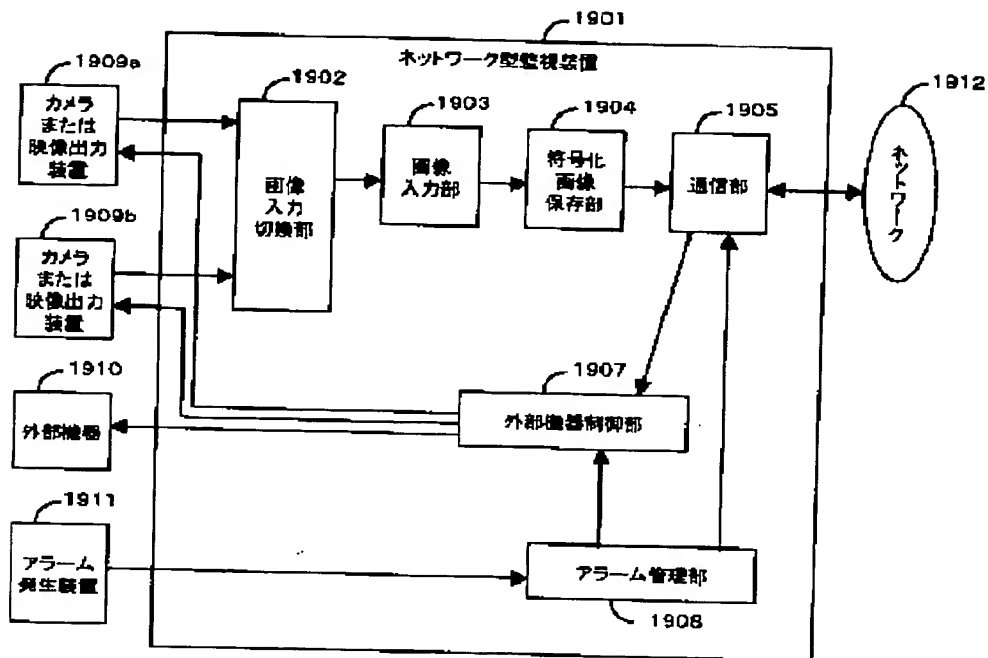 1901
ネットワーク型監視装置
1909a
カメラ
または
映像出力
装置
1902
画像
入力
切換部
1903
画像
入力部
1904
符号化
画像
保存部
1905
通信部
1912
ネットワーク
1909b
カメラ
または
映像出力
装置
1910
外部機器
1907
外部機器制御部
1911
アラーム
発生装置
アラーム管理部
1908